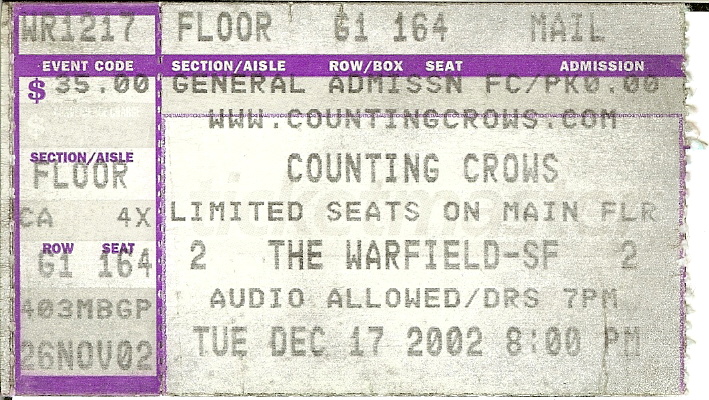 WR1217 FLOOR G1 164 MAIL
EVENT CODE SECTION/AISLE ROW/BOX SEAT ADMISSION
$ 35.00 GENERAL ADMISSN FC/PK0.00
WWW.COUNTINGCROWS.COM
SECTION/AISLE
FLOOR
COUNTING CROWS
CA 4X
LIMITED SEATS ON MAIN FLR
ROW SEAT
G1 164
2 THE WARFIELD-SF 2
403MBGP
AUDIO ALLOWED/DRS 7PM
26NOV02
TUE DEC 17 2002 8:00 PM